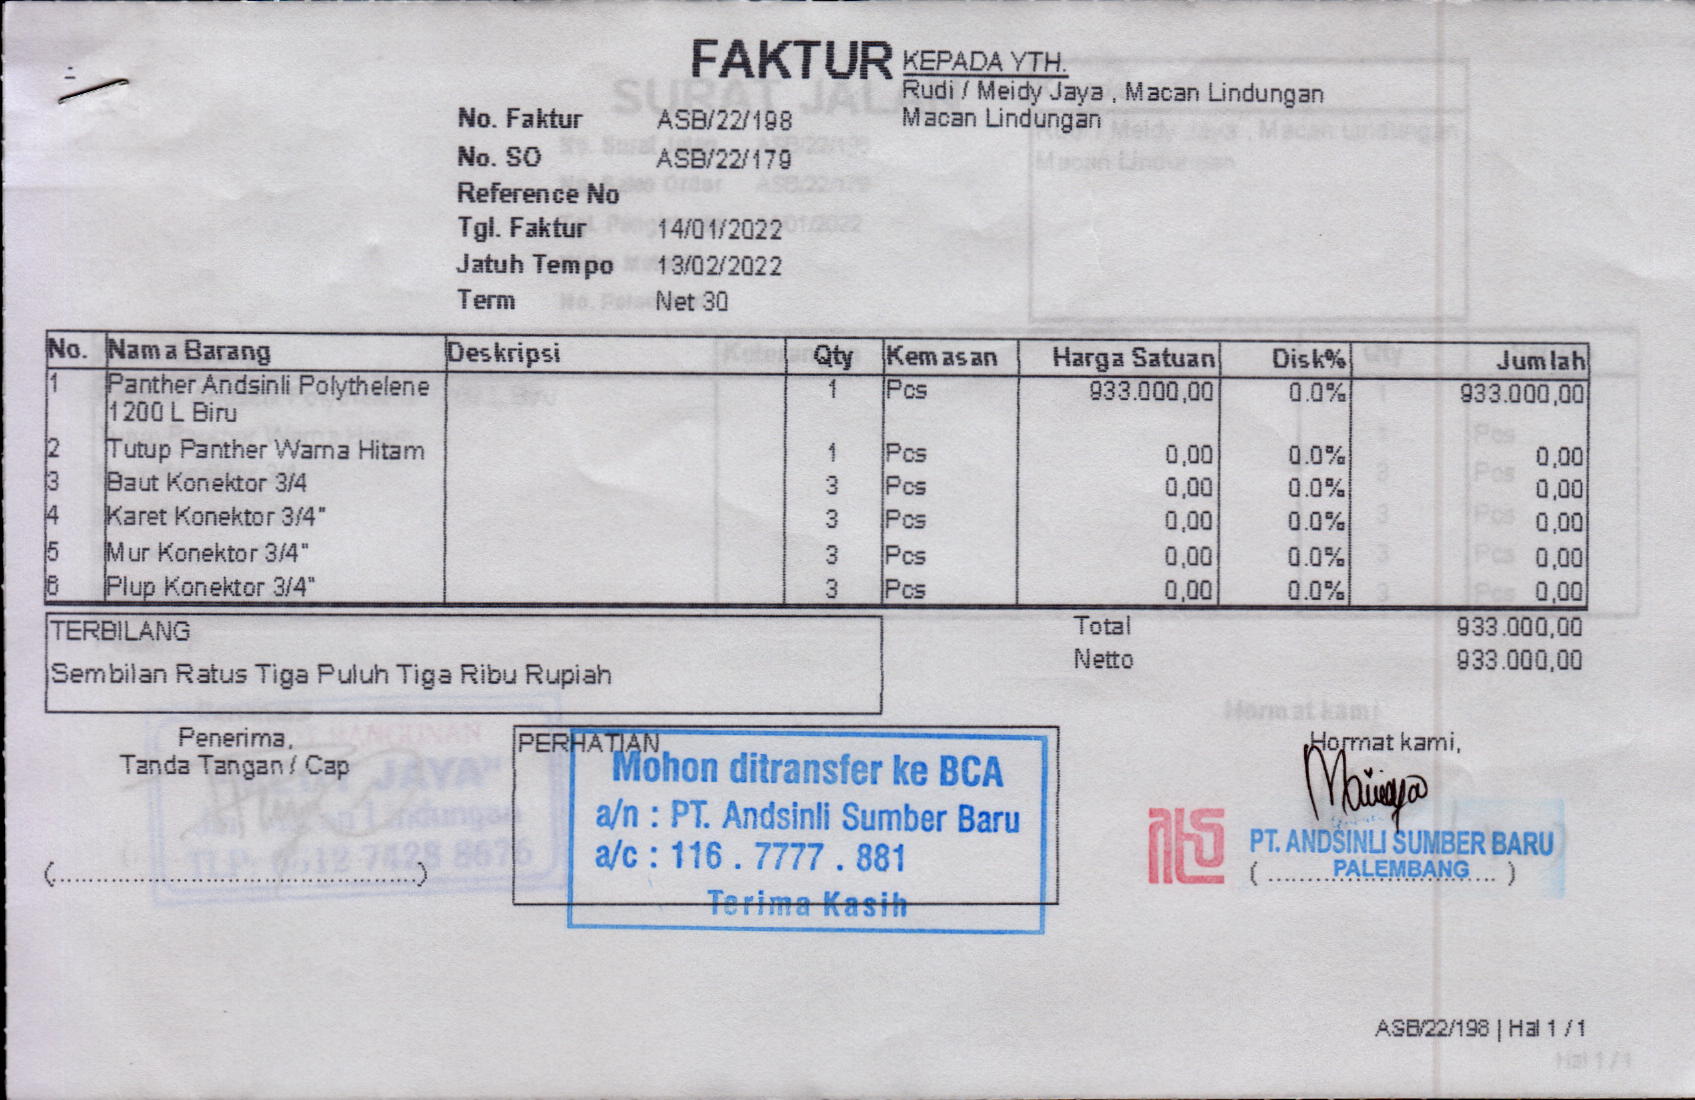 FAKTUR
KEPADA YTH.
Rudi / Meidy Jaya , Macan Lindungan
Macan Lindungan
No. Faktur ASB/22/198
No. SO ASB/22/179
Reference No
Tgl. Faktur 14/01/2022
Jatuh Tempo 13/02/2022
Term Net 30
No. Nama Barang Deskripsi Qty Kemasan Harga Satuan Disk% Jumlah
1 Panther Andsinli Polythelene 1 Pcs 933.000,00 0.0% 933.000,00
1200 L Biru
2 Tutup Panther Warna Hitam 1 Pcs 0,00 0.0% 0,00
3 Baut Konektor 3/4 3 Pcs 0,00 0.0% 0,00
4 Karet Konektor 3/4" 3 Pcs 0,00 0.0% 0,00
5 Mur Konektor 3/4" 3 Pcs 0,00 0.0% 0,00
6 Plup Konektor 3/4" 3 Pcs 0,00 0.0% 0,00
TERBILANG
Sembilan Ratus Tiga Puluh Tiga Ribu Rupiah
Total 933.000,00
Netto 933.000,00
Penerima,
Tanda Tangan / Cap
(........................................)
PERHATIAN
Mohon ditransfer ke BCA
a/n : PT. Andsinli Sumber Baru
a/c : 116 . 7777 . 881
Terima Kasih
Hormat kami,
PT. ANDSINLI SUMBER BARU
PALEMBANG
ASB/22/198 | Hal 1 / 1